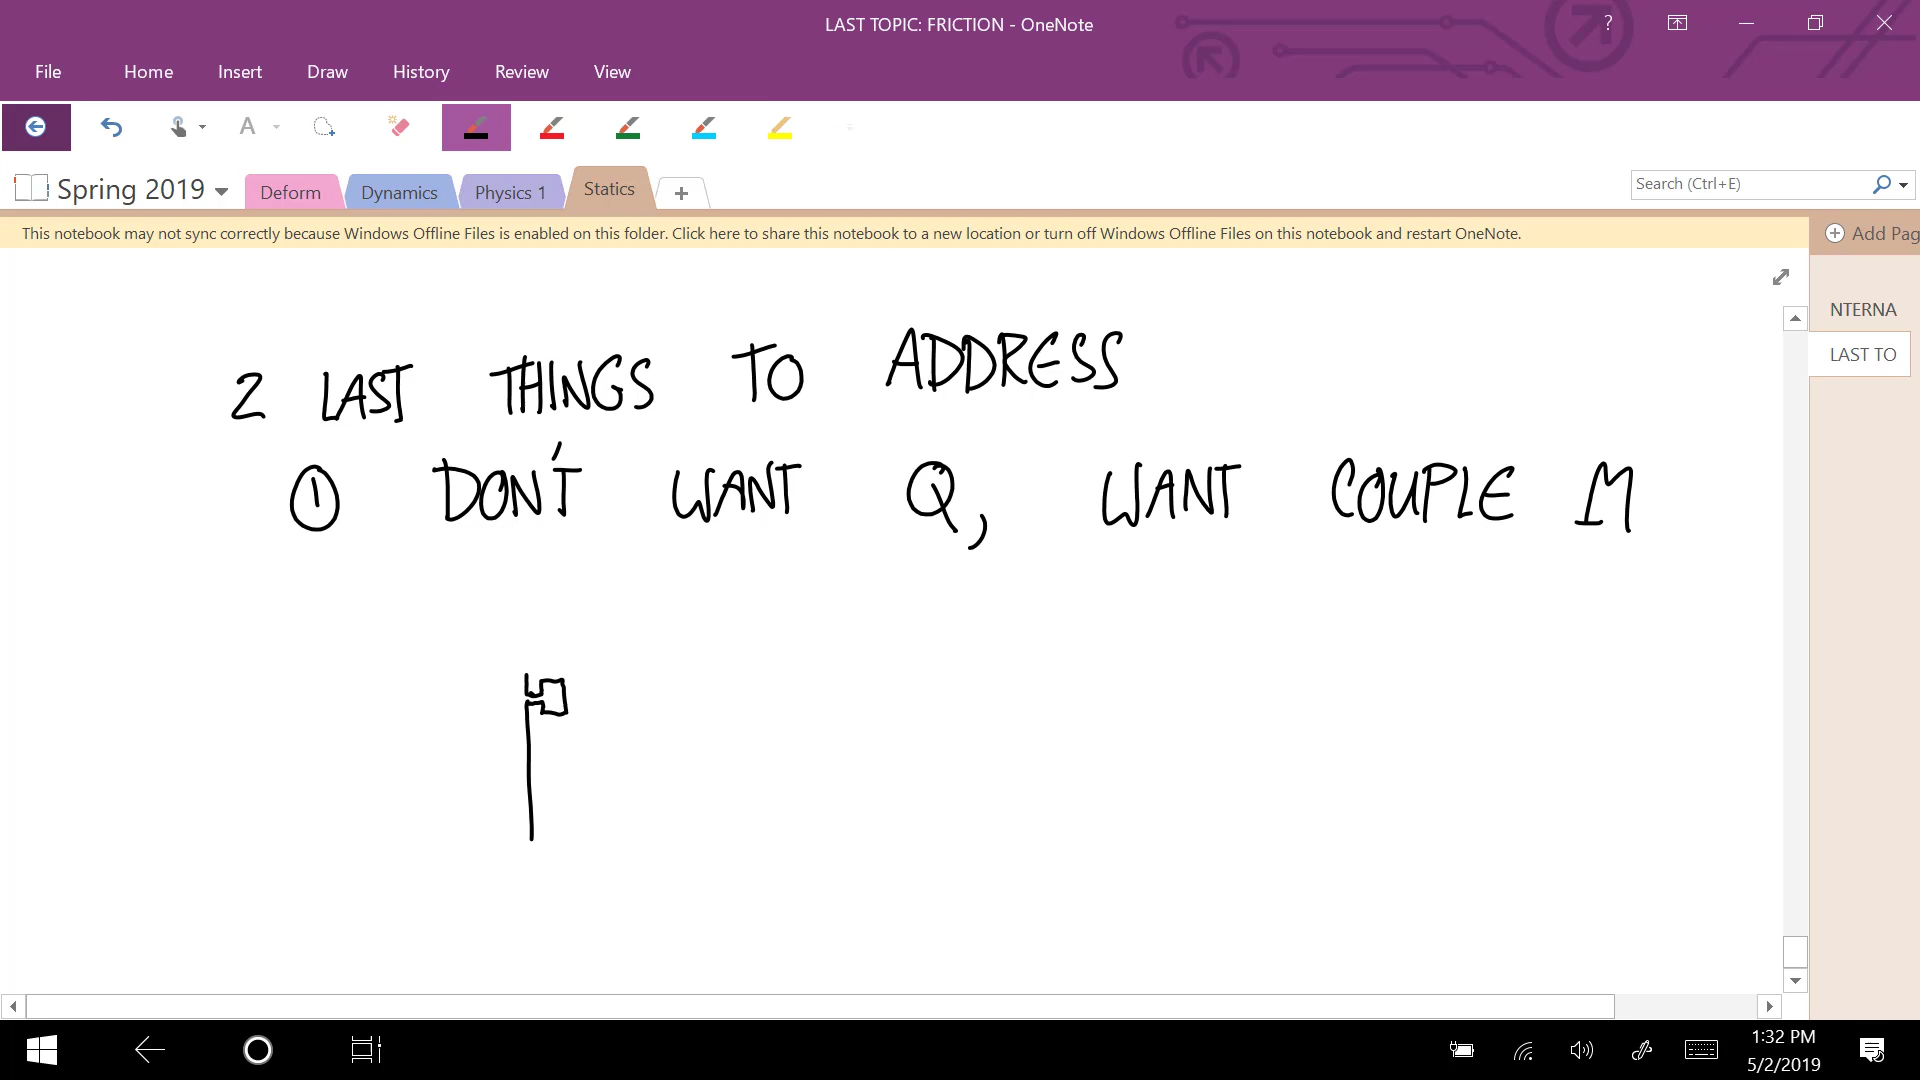 LAST TOPIC: FRICTION - OneNote
?
File Home Insert Draw History Review View
A
Spring 2019 Deform Dynamics Physics 1 Statics + Search (Ctrl+E)
This notebook may not sync correctly because Windows Offline Files is enabled on this folder. Click here to share this notebook to a new location or turn off Windows Offline Files on this notebook and restart OneNote.
Add Pag
NTERNA
LAST TO
2 LAST THINGS TO ADDRESS
① DON'T WANT Q, WANT COUPLE M
1:32 PM
5/2/2019